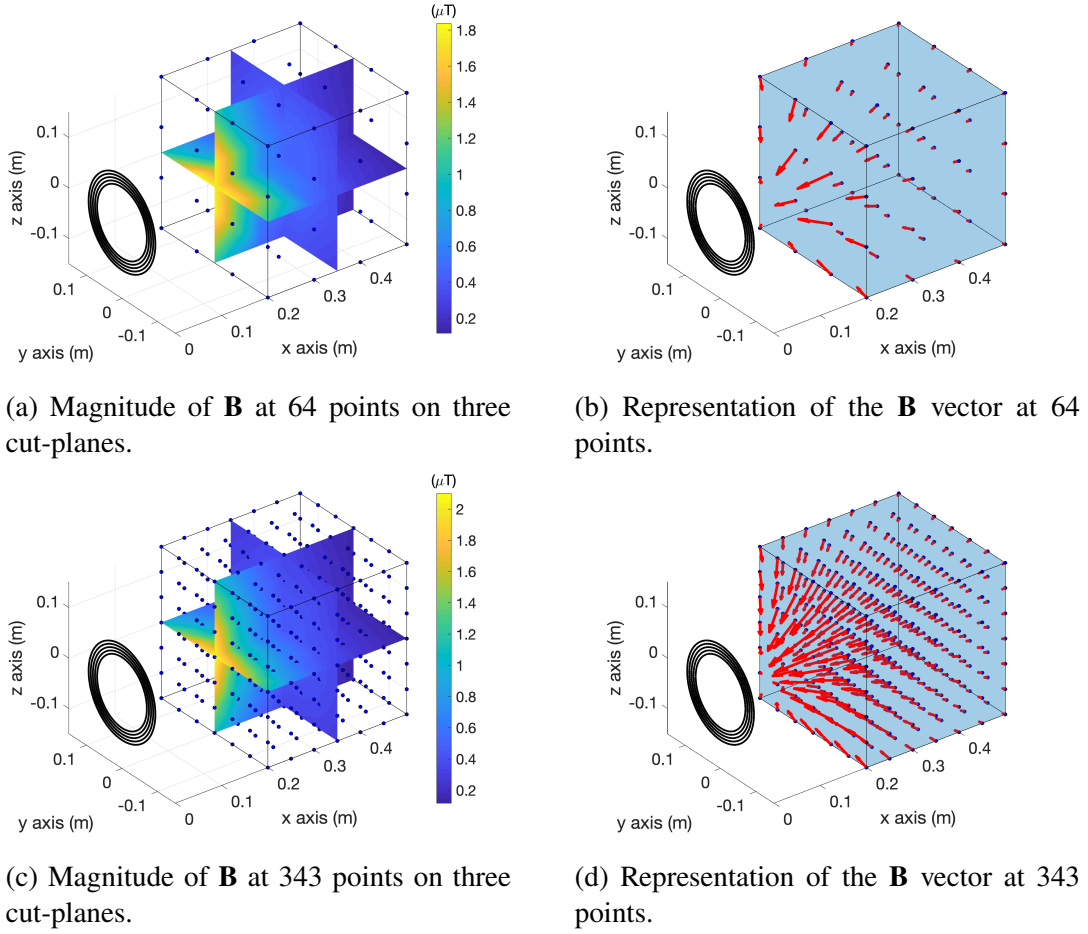 (μT)
1.8
1.6
1.4
1.2
1
0.8
0.6
0.4
0.2
0.1
0
-0.1
z axis (m)
0.1
0
-0.1
y axis (m)
0
0.1
0.2
0.3
0.4
x axis (m)
0.1
0
-0.1
z axis (m)
0.1
0
-0.1
y axis (m)
0
0.1
0.2
0.3
0.4
x axis (m)
(a) Magnitude of B at 64 points on three
cut-planes.
(b) Representation of the B vector at 64
points.
(μT)
2
1.8
1.6
1.4
1.2
1
0.8
0.6
0.4
0.2
0.1
0
-0.1
z axis (m)
0.1
0
-0.1
y axis (m)
0
0.1
0.2
0.3
0.4
x axis (m)
0.1
0
-0.1
z axis (m)
0.1
0
-0.1
y axis (m)
0
0.1
0.2
0.3
0.4
x axis (m)
(c) Magnitude of B at 343 points on three
cut-planes.
(d) Representation of the B vector at 343
points.